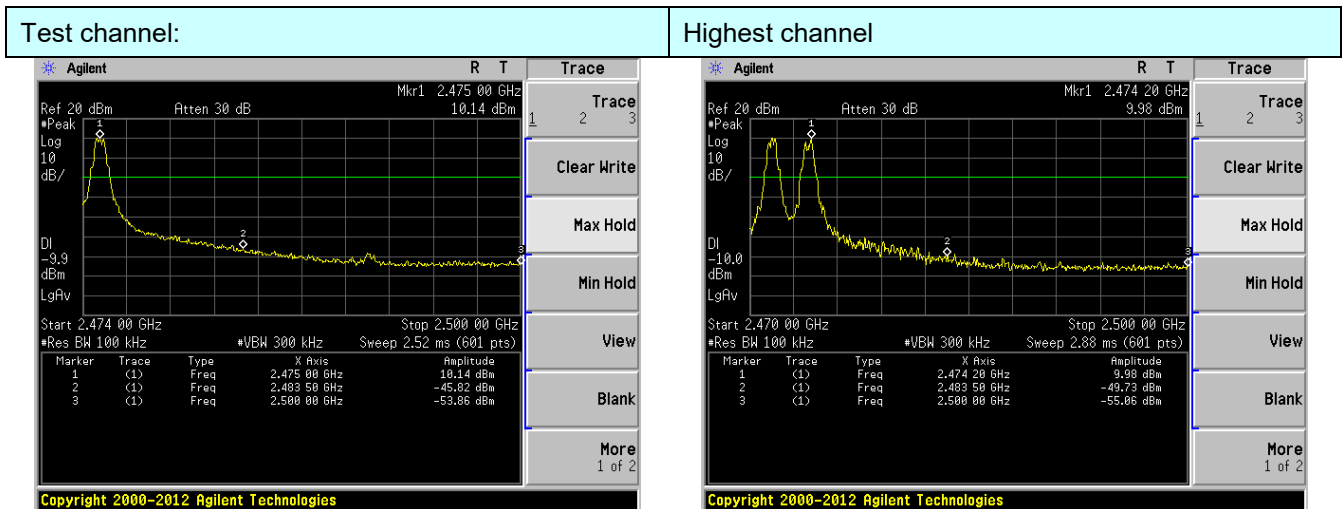 Test channel:
Highest channel
Agilent
R T
Mkr1 2.475 00 GHz
Ref 20 dBm Atten 30 dB 10.14 dBm
#Peak
Log
10
dB/
1
2
3
DI
-9.9
dBm
LgAv
Start 2.474 00 GHz Stop 2.500 00 GHz
#Res BW 100 kHz #VBW 300 kHz Sweep 2.52 ms (601 pts)
Marker Trace Type X Axis Amplitude
1 (1) Freq 2.475 00 GHz 10.14 dBm
2 (1) Freq 2.483 50 GHz -45.82 dBm
3 (1) Freq 2.500 00 GHz -53.86 dBm
Copyright 2000-2012 Agilent Technologies
Trace
Trace
1 2 3
Clear Write
Max Hold
Min Hold
View
Blank
More
1 of 2
Agilent
R T
Mkr1 2.474 20 GHz
Ref 20 dBm Atten 30 dB 9.98 dBm
#Peak
Log
10
dB/
1
2
3
DI
-10.0
dBm
LgAv
Start 2.470 00 GHz Stop 2.500 00 GHz
#Res BW 100 kHz #VBW 300 kHz Sweep 2.88 ms (601 pts)
Marker Trace Type X Axis Amplitude
1 (1) Freq 2.474 20 GHz 9.98 dBm
2 (1) Freq 2.483 50 GHz -49.73 dBm
3 (1) Freq 2.500 00 GHz -55.06 dBm
Copyright 2000-2012 Agilent Technologies
Trace
Trace
1 2 3
Clear Write
Max Hold
Min Hold
View
Blank
More
1 of 2